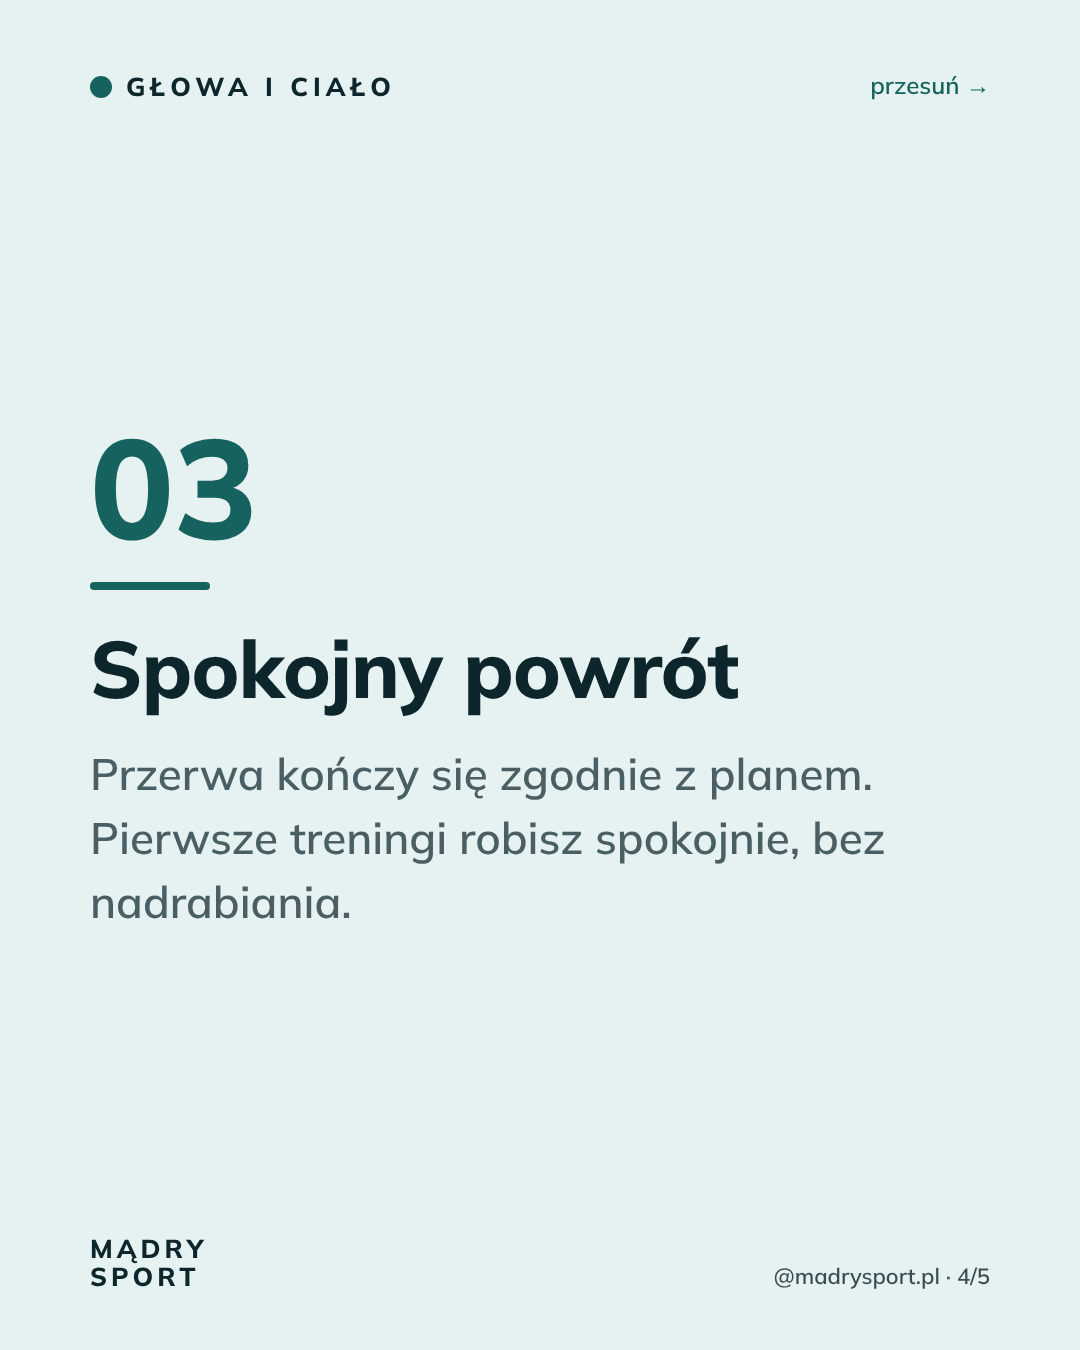 GŁOWA I CIAŁO
przesuń →
03
Spokojny powrót
Przerwa kończy się zgodnie z planem.
Pierwsze treningi robisz spokojnie, bez
nadrabiania.
MĄDRY
SPORT
@madrysport.pl · 4/5